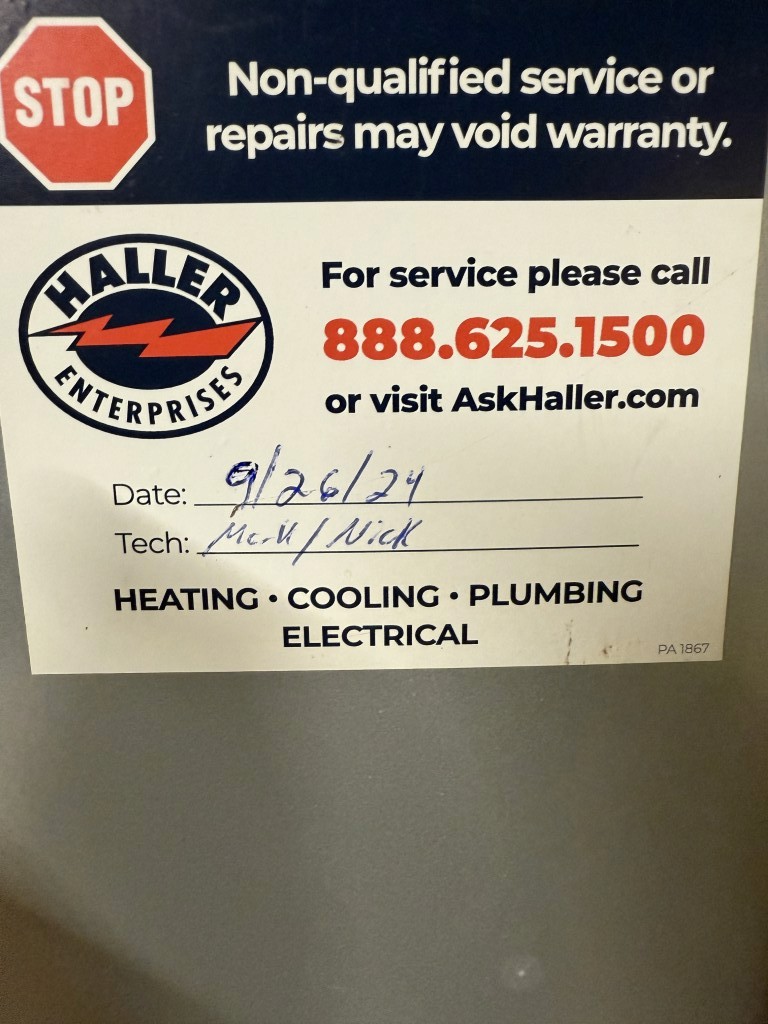 STOP
Non-qualified service or
repairs may void warranty.
HALLER
ENTERPRISES
For service please call
888.625.1500
or visit AskHaller.com
Date: 9/26/24
Tech: Mark / Nick
HEATING • COOLING • PLUMBING
ELECTRICAL
PA 1867